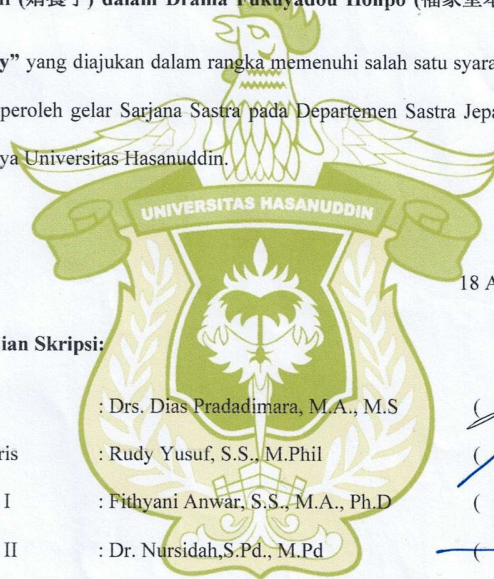 (婿養子) dalam Drama Fukuyadou Honpo (福家堂本
y” yang diajukan dalam rangka memenuhi salah satu syara
peroleh gelar Sarjana Sastra pada Departemen Sastra Jepa
ya Universitas Hasanuddin.
UNIVERSITAS HASANUDDIN
18 A
ian Skripsi:
: Drs. Dias Pradadimara, M.A., M.S (
ris : Rudy Yusuf, S.S., M.Phil (
I : Fithyani Anwar, S.S., M.A., Ph.D (
II : Dr. Nursidah,S.Pd., M.Pd (